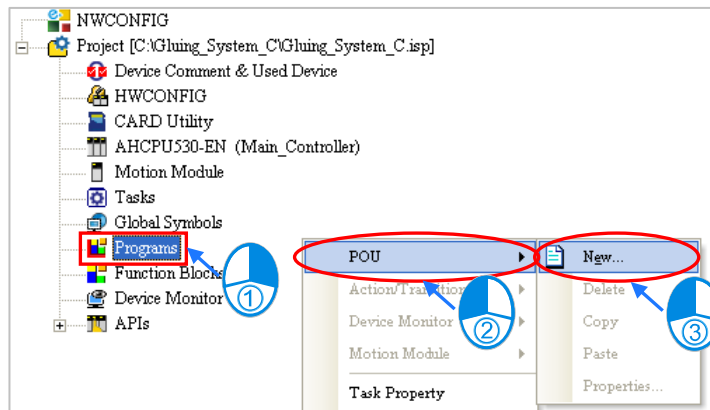 NWCONFIG
Project [C:\Gluing_System_C\Gluing_System_C.isp]
Device Comment & Used Device
HWCONFIG
CARD Utility
AHCPU530-EN (Main_Controller)
Motion Module
Tasks
Global Symbols
Programs
Function Blocks
Device Monitor
APIs
①
POU
Action/Transition
Device Monitor
Motion Module
Task Property
②
New...
Delete
Copy
Paste
Properties...
③